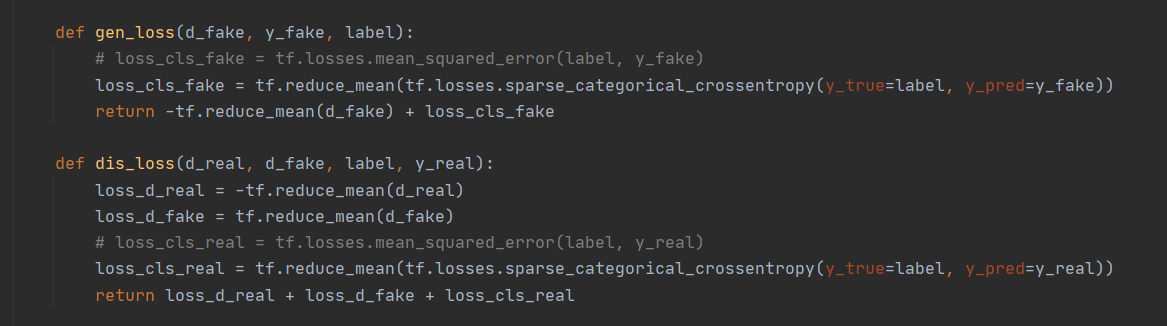 def gen_loss(d_fake, y_fake, label):
# loss_cls_fake = tf.losses.mean_squared_error(label, y_fake)
loss_cls_fake = tf.reduce_mean(tf.losses.sparse_categorical_crossentropy(y_true=label, y_pred=y_fake))
return -tf.reduce_mean(d_fake) + loss_cls_fake
def dis_loss(d_real, d_fake, label, y_real):
loss_d_real = -tf.reduce_mean(d_real)
loss_d_fake = tf.reduce_mean(d_fake)
# loss_cls_real = tf.losses.mean_squared_error(label, y_real)
loss_cls_real = tf.reduce_mean(tf.losses.sparse_categorical_crossentropy(y_true=label, y_pred=y_real))
return loss_d_real + loss_d_fake + loss_cls_real